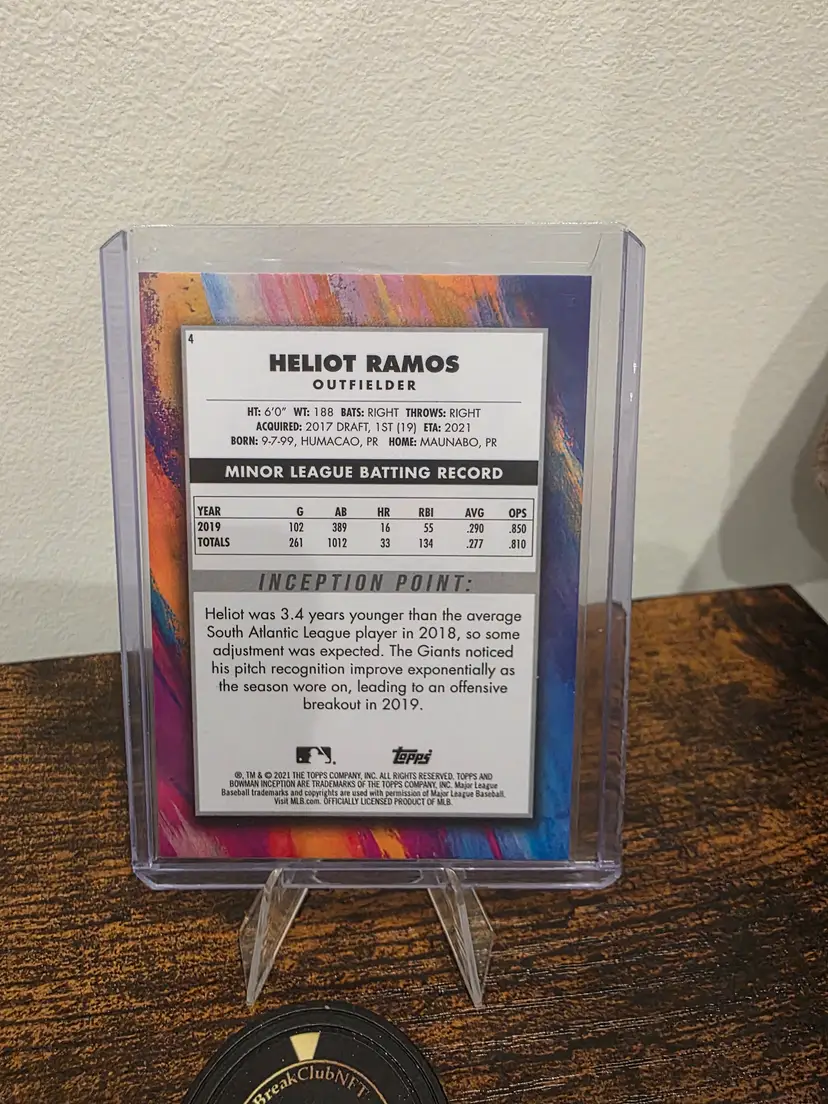 4
HELIOT RAMOS
OUTFIELDER
HT: 6'0" WT: 188 BATS: RIGHT THROWS: RIGHT
ACQUIRED: 2017 DRAFT, 1ST (19) ETA: 2021
BORN: 9-7-99, HUMACAO, PR HOME: MAUNABO, PR
MINOR LEAGUE BATTING RECORD
YEAR G AB HR RBI AVG OPS
2019 102 389 16 55 .290 .850
TOTALS 261 1012 33 134 .277 .810
INCEPTION POINT:
Heliot was 3.4 years younger than the average
South Atlantic League player in 2018, so some
adjustment was expected. The Giants noticed
his pitch recognition improve exponentially as
the season wore on, leading to an offensive
breakout in 2019.
Topps
®, TM & © 2021 THE TOPPS COMPANY, INC. ALL RIGHTS RESERVED. TOPPS AND
BOWMAN INCEPTION ARE TRADEMARKS OF THE TOPPS COMPANY, INC. Major League
Baseball trademarks and copyrights are used with permission of Major League Baseball.
Visit MLB.com. OFFICIALLY LICENSED PRODUCT OF MLB.
BreakClubNFT